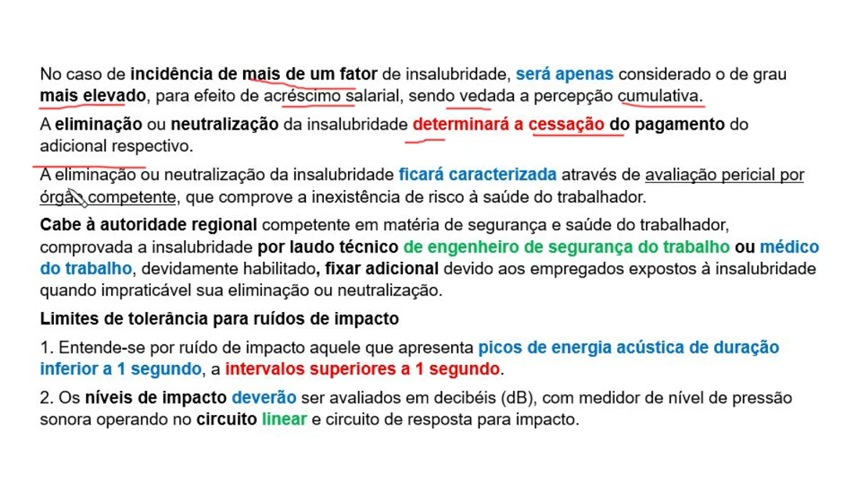 No caso de incidência de mais de um fator de insalubridade, será apenas considerado o de grau
mais elevado, para efeito de acréscimo salarial, sendo vedada a percepção cumulativa.
A eliminação ou neutralização da insalubridade determinará a cessação do pagamento do
adicional respectivo.
A eliminação ou neutralização da insalubridade ficará caracterizada através de avaliação pericial por
órgão competente, que comprove a inexistência de risco à saúde do trabalhador.
Cabe à autoridade regional competente em matéria de segurança e saúde do trabalhador,
comprovada a insalubridade por laudo técnico de engenheiro de segurança do trabalho ou médico
do trabalho, devidamente habilitado, fixar adicional devido aos empregados expostos à insalubridade
quando impraticável sua eliminação ou neutralização.
Limites de tolerância para ruídos de impacto
1. Entende-se por ruído de impacto aquele que apresenta picos de energia acústica de duração
inferior a 1 segundo, a intervalos superiores a 1 segundo.
2. Os níveis de impacto deverão ser avaliados em decibéis (dB), com medidor de nível de pressão
sonora operando no circuito linear e circuito de resposta para impacto.